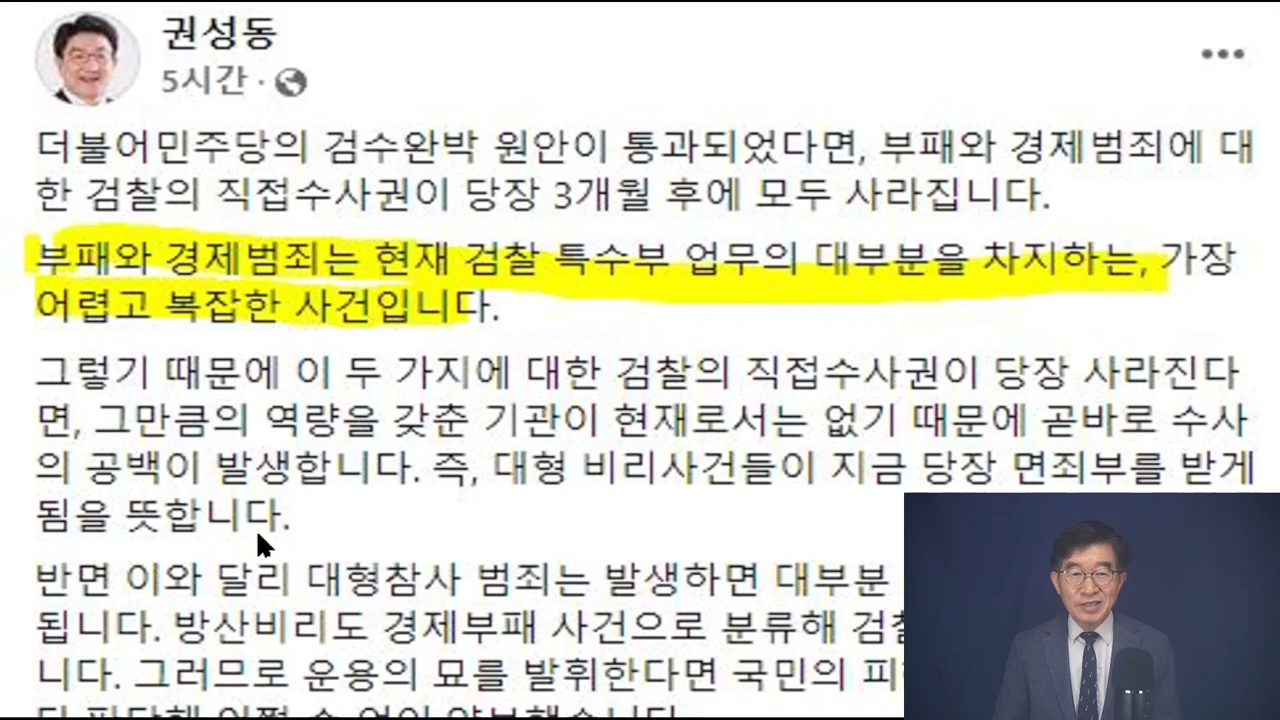 권성동
5시간 ·
더불어민주당의 검수완박 원안이 통과되었다면, 부패와 경제범죄에 대
한 검찰의 직접수사권이 당장 3개월 후에 모두 사라집니다.
부패와 경제범죄는 현재 검찰 특수부 업무의 대부분을 차지하는, 가장
어렵고 복잡한 사건입니다.
그렇기 때문에 이 두 가지에 대한 검찰의 직접수사권이 당장 사라진다
면, 그만큼의 역량을 갖춘 기관이 현재로서는 없기 때문에 곧바로 수사
의 공백이 발생합니다. 즉, 대형 비리사건들이 지금 당장 면죄부를 받게
됨을 뜻합니다.
반면 이와 달리 대형참사 범죄는 발생하면 대부분
됩니다. 방산비리도 경제부패 사건으로 분류해
니다. 그러므로 운용의 묘를 발휘한다면 국민의